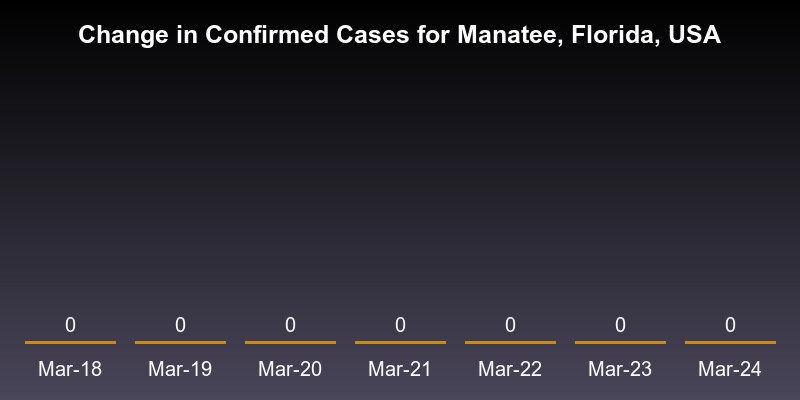 Change in Confirmed Cases for Manatee, Florida, USA
0 0 0 0 0 0 0
Mar-18 Mar-19 Mar-20 Mar-21 Mar-22 Mar-23 Mar-24